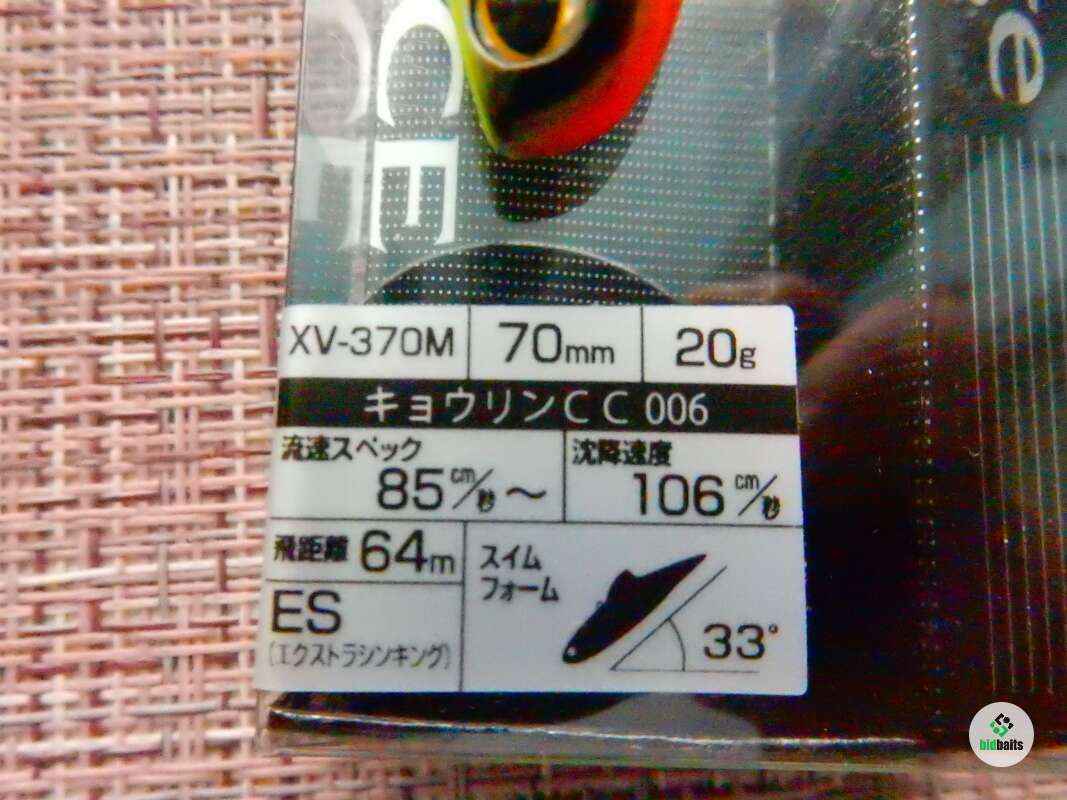 CE
XV-370M 70mm 20g
キョウリンCC 006
流速スペック 沈降速度
85cm/秒～ 106cm/秒
飛距離 64m
スイム
フォーム
ES
(エクストラシンキング)
33°
bidbaits